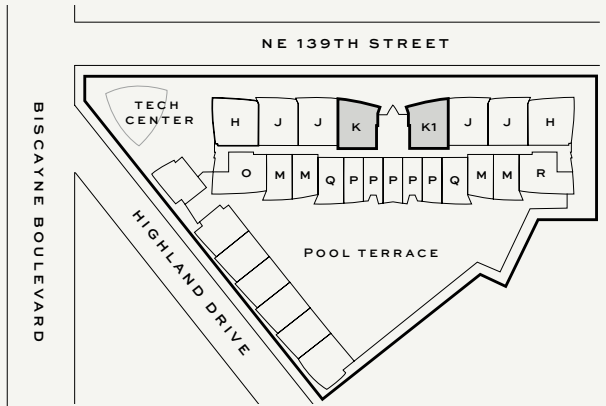 NE 139TH STREET
BISCAYNE BOULEVARD
TECH
CENTER
H J J K K1 J J H
O M M Q P P P P P Q M M R
HIGHLAND DRIVE
POOL TERRACE